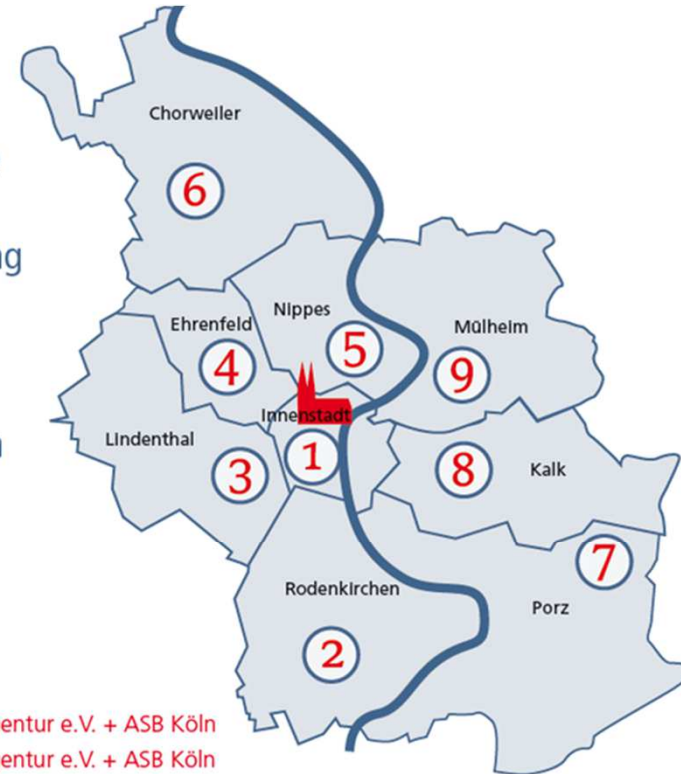 Chorweiler
6
ng
Nippes
Ehrenfeld
5
Mülheim
4
9
Innenstadt
Lindenthal
1
8
Kalk
3
7
Rodenkirchen
Porz
2
entur e.V. + ASB Köln
entur e.V. + ASB Köln